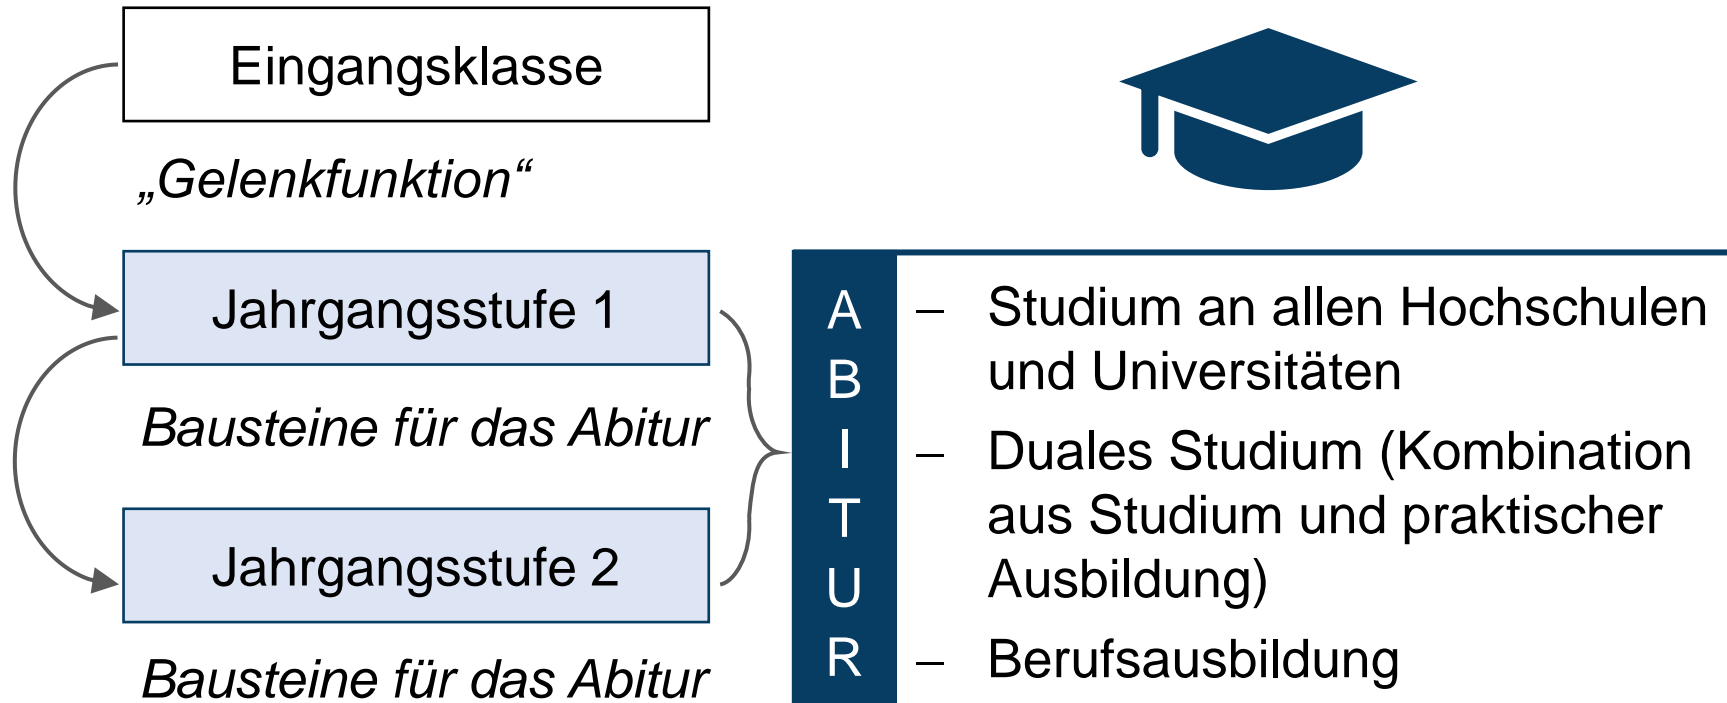 Eingangsklasse
„Gelenkfunktion“
Jahrgangsstufe 1
Bausteine für das Abitur
Jahrgangsstufe 2
Bausteine für das Abitur
A
B
I
T
U
R
– Studium an allen Hochschulen
und Universitäten
– Duales Studium (Kombination
aus Studium und praktischer
Ausbildung)
– Berufsausbildung